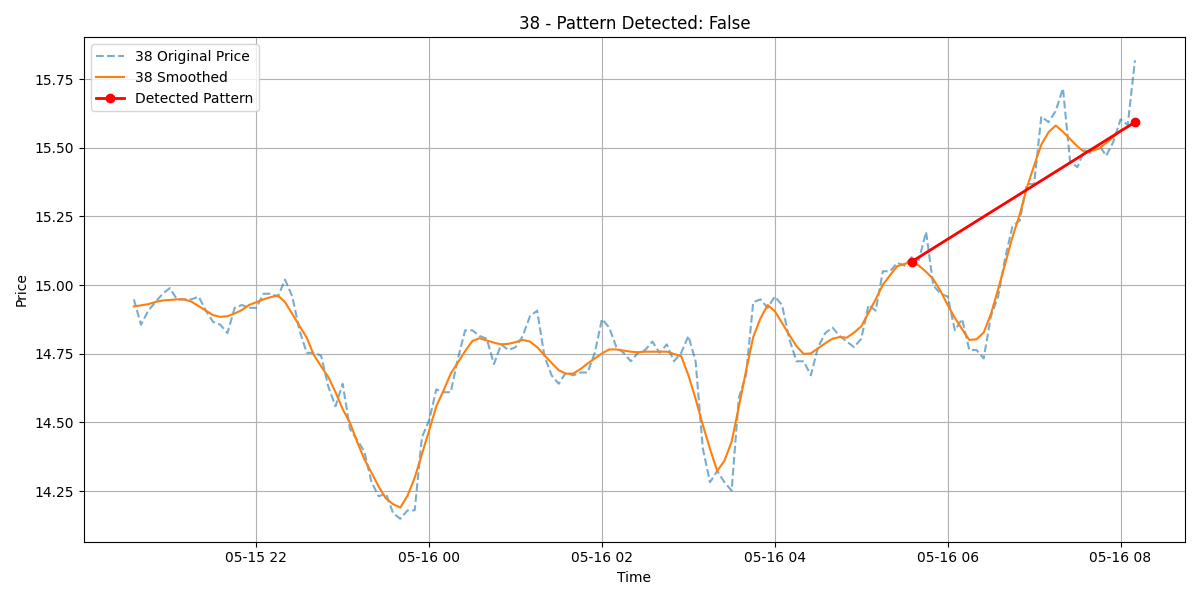 38 - Pattern Detected: False
38 Original Price
38 Smoothed
Detected Pattern
Price
15.75
15.50
15.25
15.00
14.75
14.50
14.25
05-15 22
05-16 00
05-16 02
05-16 04
05-16 06
05-16 08
Time